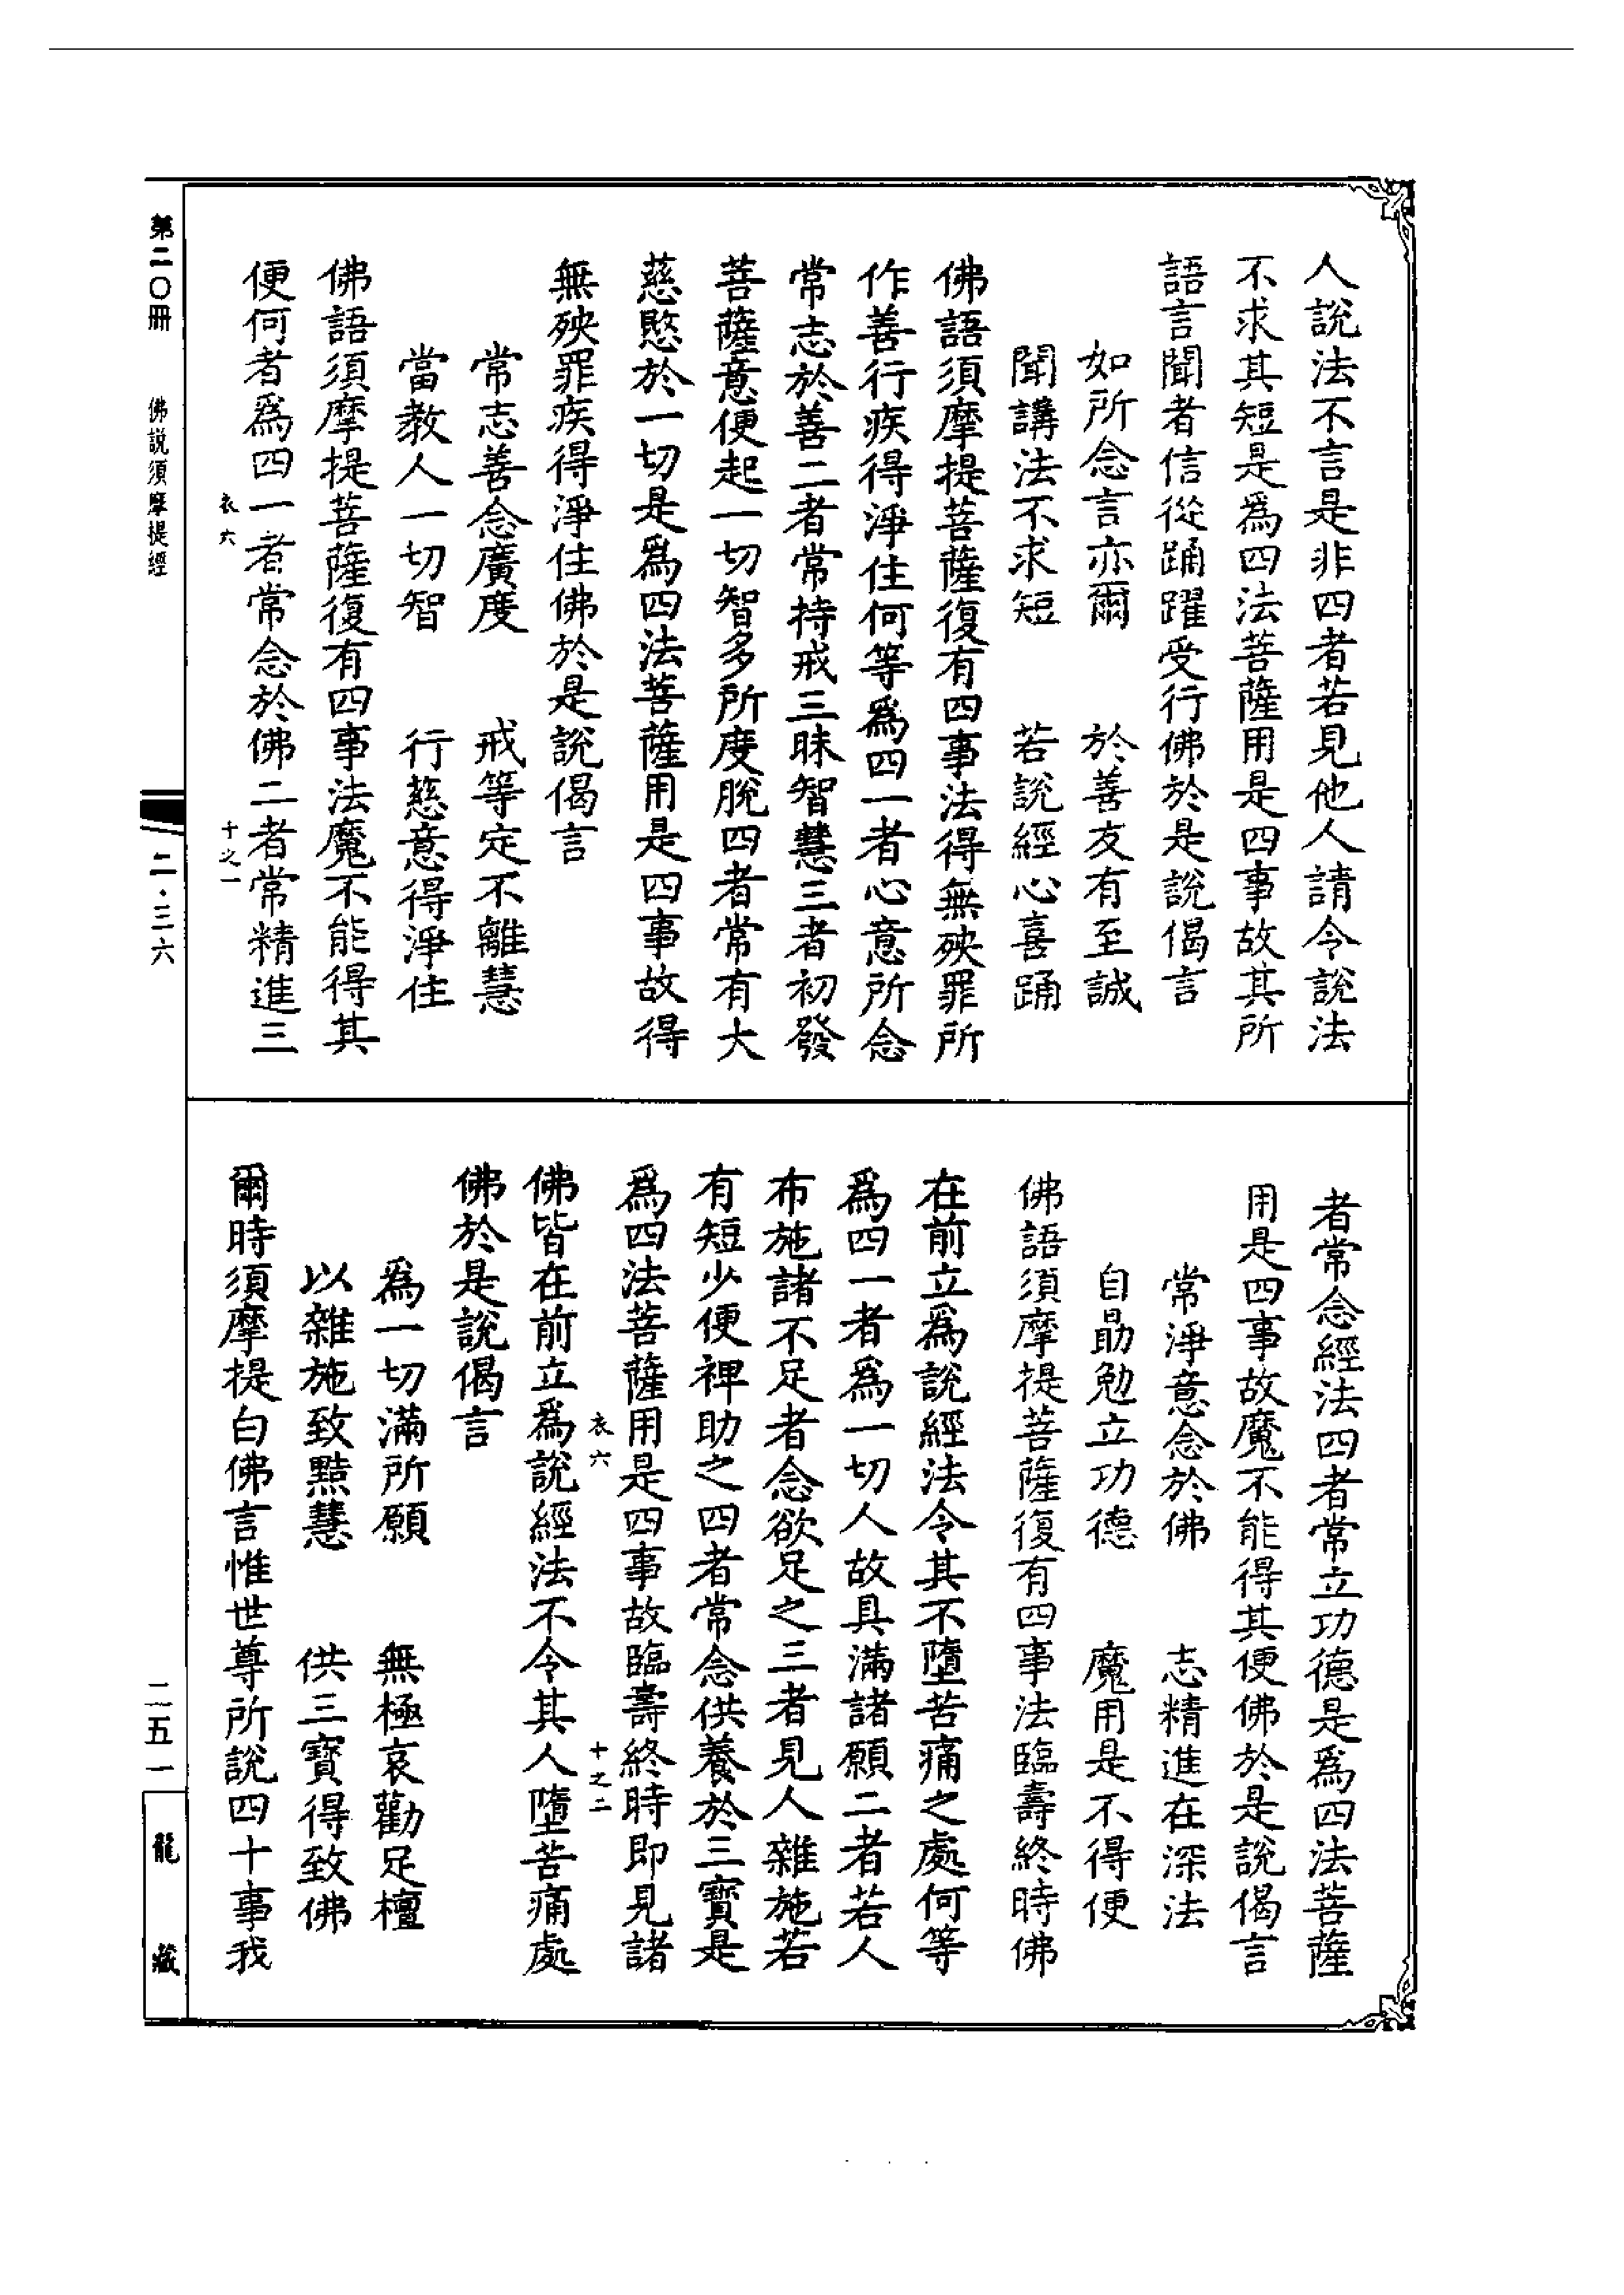 人說法不言是非四者若見他人請令說法
不求其短是爲四法菩薩用是四事故其所
語言聞者信從踊躍受行佛於是說偈言
如所念言亦爾　於善友有至誠
聞講法不求短　若說經心喜踊
佛語須摩提菩薩復有四事法得無殃罪所
作善行疾得淨住何等爲四一者心意所念
常志於善二者常持戒三昧智慧三者初發
菩薩意便起一切智多所度脫四者常有大
慈愍於一切是爲四法菩薩用是四事故得
無殃罪疾得淨住佛於是說偈言
常志善念廣度　戒等定不離慧
當教人一切智　行慈意得淨住
佛語須摩提菩薩復有四事法魔不能得其
便何者爲四一者常念於佛二者常精進三
衣六　十之一
者常念經法四者常立功德是爲四法菩薩
用是四事故魔不能得其便佛於是說偈言
常淨意念於佛　志精進在深法
自勗勉立功德　魔用是不得便
佛語須摩提菩薩復有四事法臨壽終時佛
在前立爲說經法令其不墮苦痛之處何等
爲四一者爲一切人故具滿諸願二者若人
布施諸不足者念欲足之三者見人雜施若
有短少便裨助之四者常念供養於三寶是
爲四法菩薩用是四事故臨壽終時即見諸
衣六　十之二
佛皆在前立爲說經法不令其人墮苦痛處
佛於是說偈言
爲一切滿所願　無極哀勸足檀
以雜施致黠慧　供三寶得致佛
爾時須摩提白佛言惟世尊所說四十事我
第二〇冊　佛説須摩提經　二·三六　二五一　龍藏